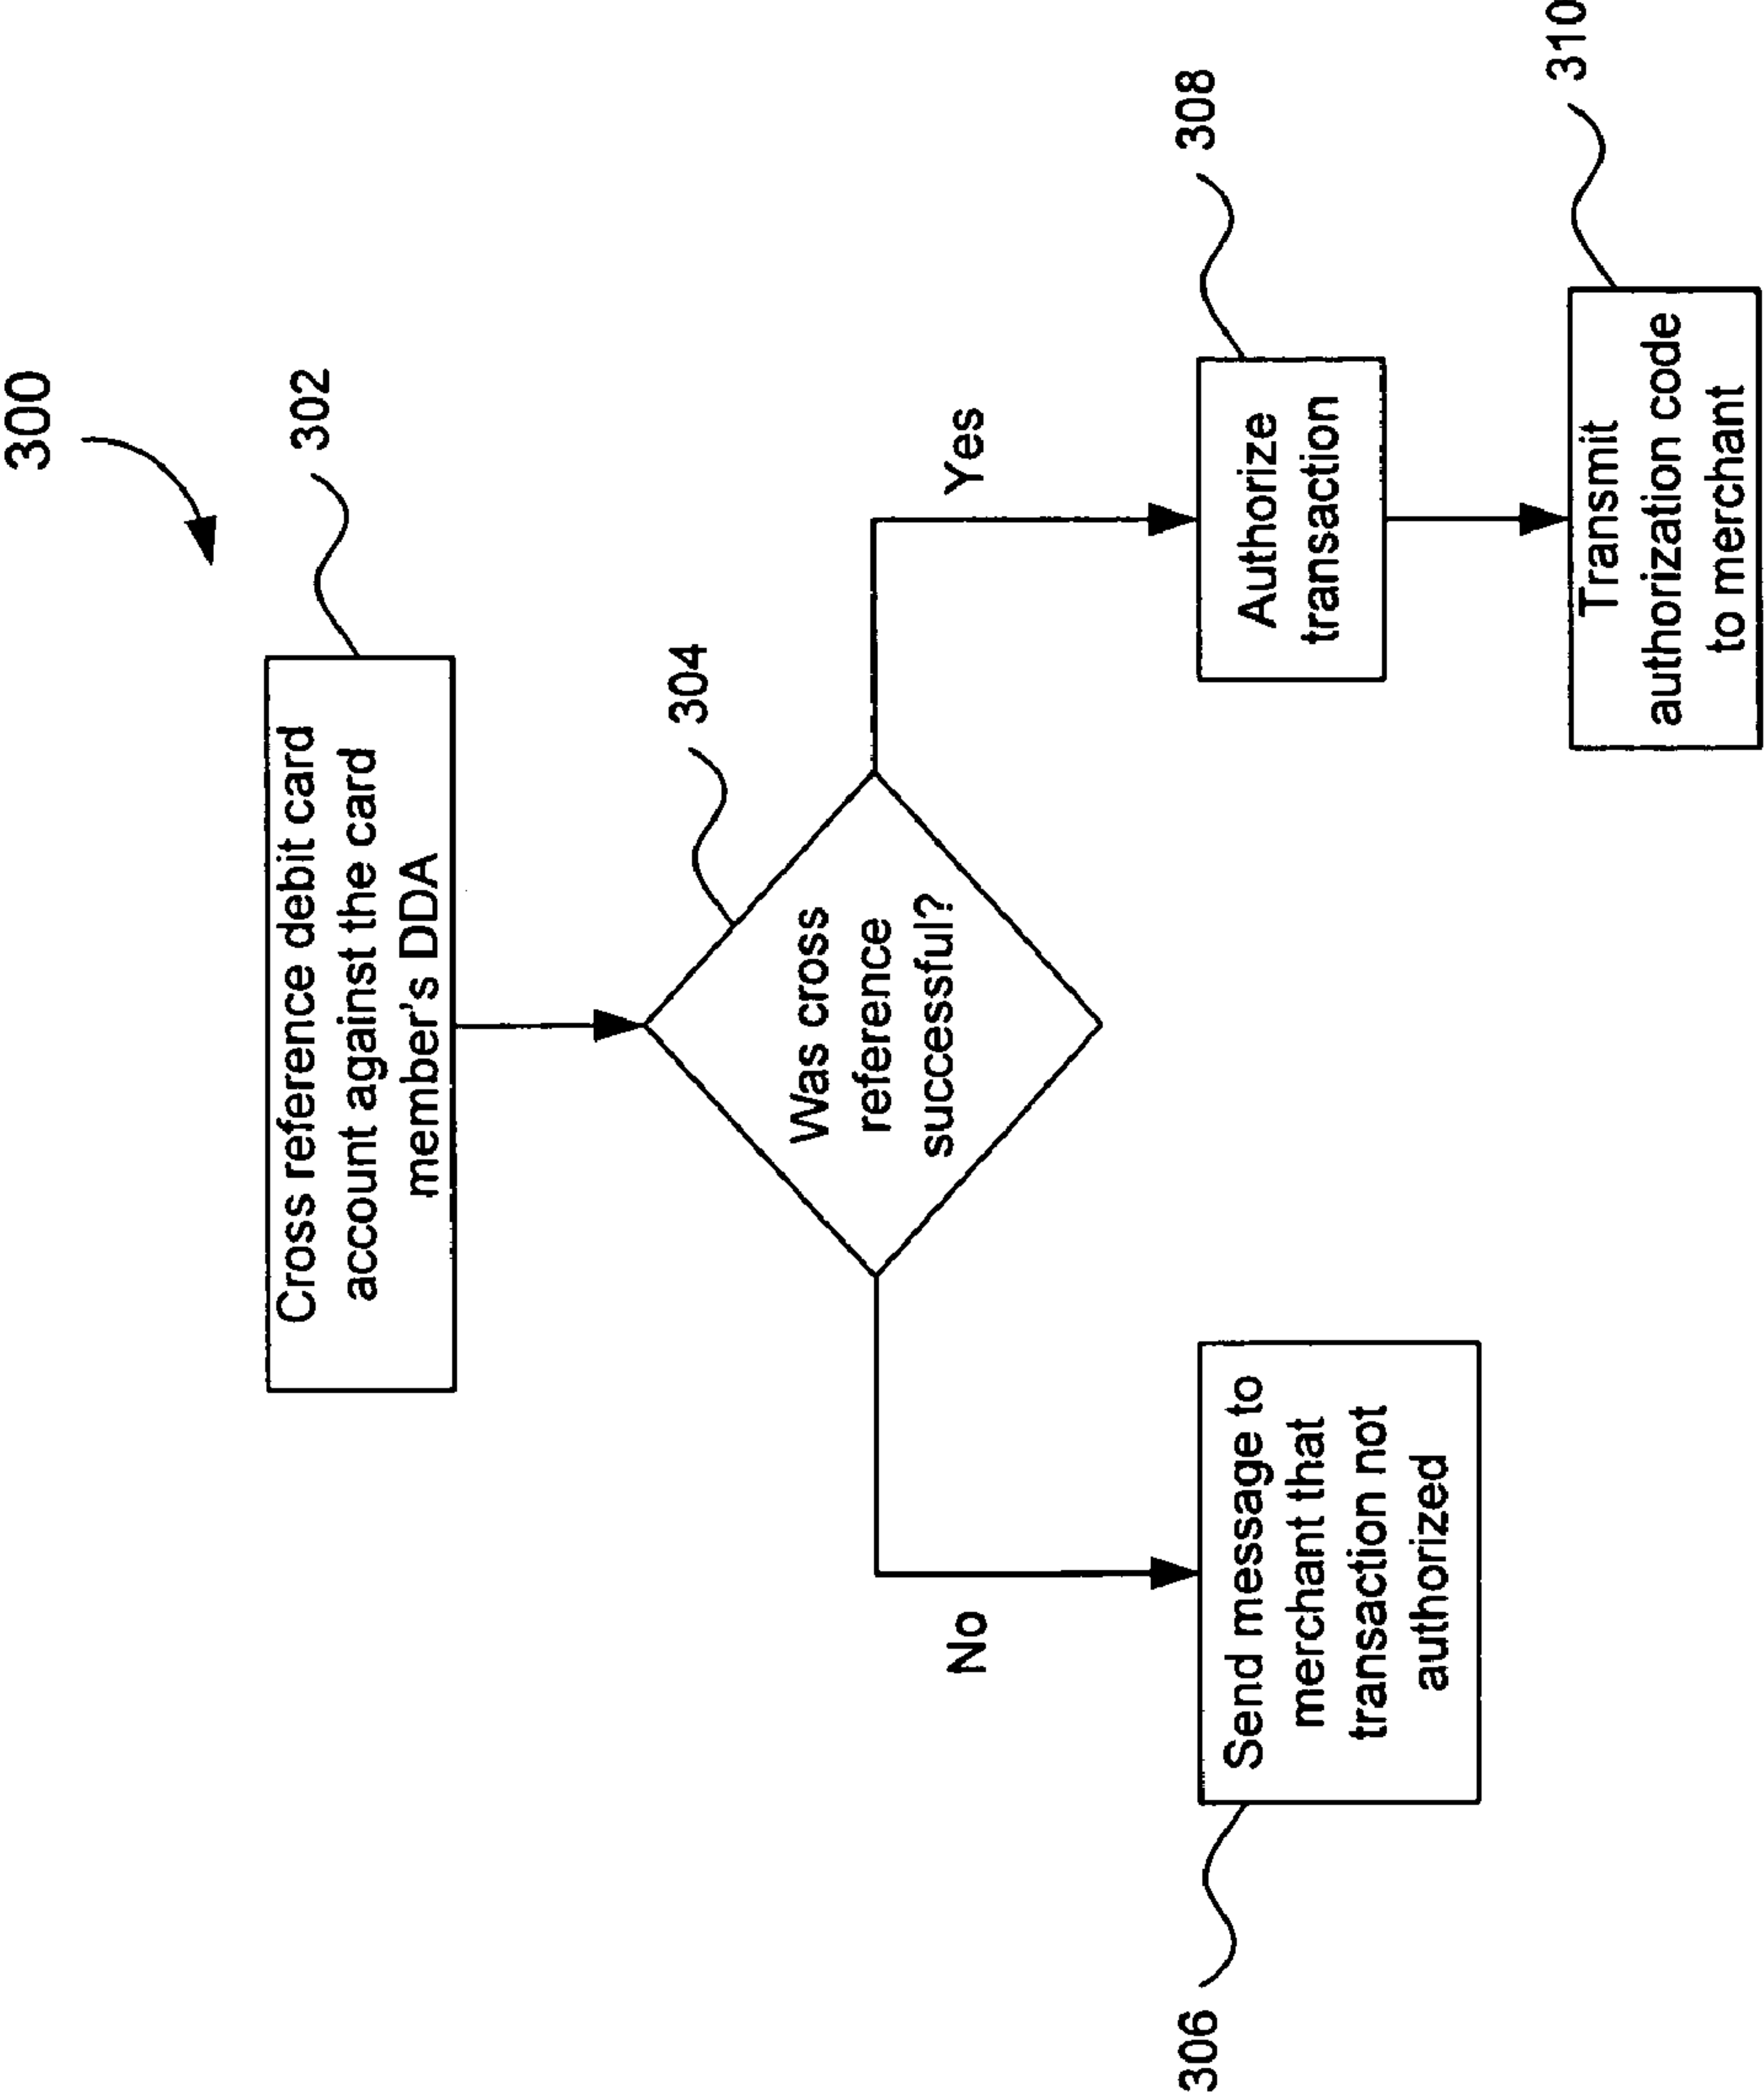 300
302
Cross reference debit card
account against the card
member's DDA
304
Was cross
reference
successful?
No
Yes
306
Send message to
merchant that
transaction not
authorized
308
Authorize
transaction
310
Transmit
authorization code
to merchant